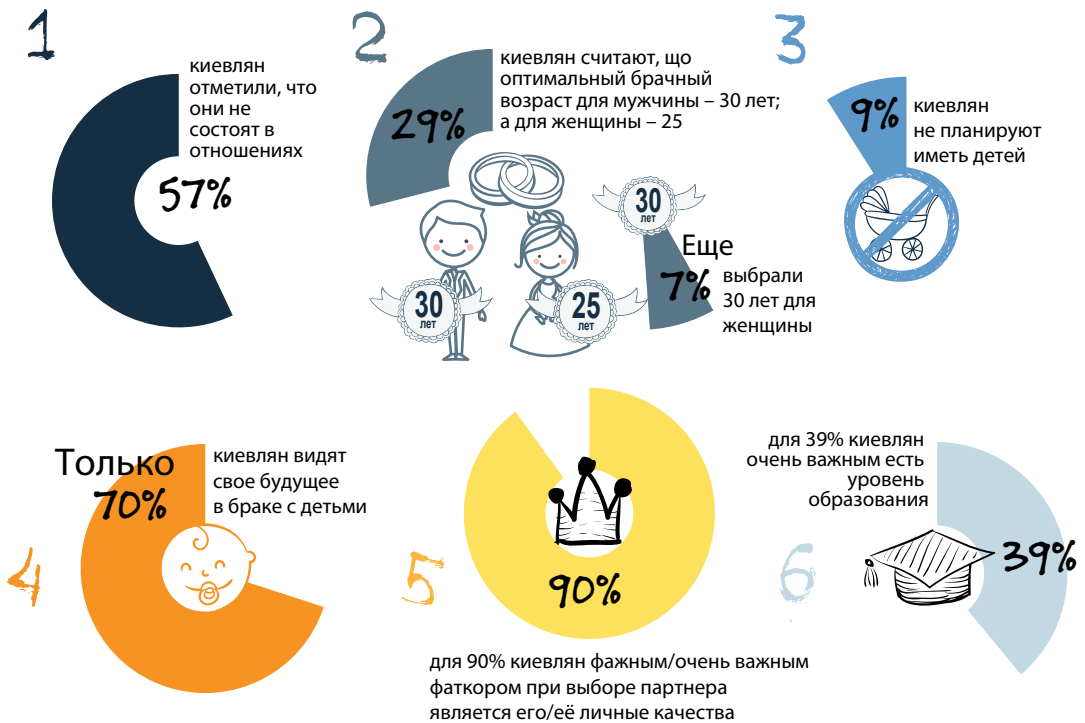 1
киевлян
отметили, что
они не
состоят в
отношениях
57%
2
киевлян считают, що
оптимальный брачный
возраст для мужчины – 30 лет;
а для женщины – 25
29%
30
лет
25
лет
30
лет
Еще
7%
выбрали
30 лет для
женщины
3
9%
киевлян
не планируют
иметь детей
4
Только
70%
киевлян видят
свое будущее
в браке с детьми
5
90%
для 90% киевлян фажным/очень важным
фаткором при выборе партнера
является его/её личные качества
6
для 39% киевлян
очень важным есть
уровень
образования
39%